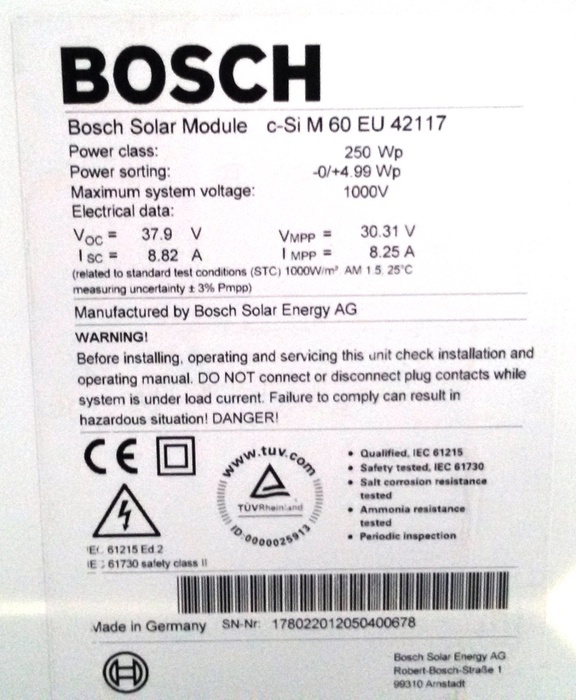 BOSCH
Bosch Solar Module c-Si M 60 EU 42117
Power class: 250 Wp
Power sorting: -0/+4.99 Wp
Maximum system voltage: 1000V
Electrical data:
VOC = 37.9 V VMPP = 30.31 V
I SC = 8.82 A I MPP = 8.25 A
(related to standard test conditions (STC) 1000W/m² AM 1.5, 25°C
measuring uncertainty ± 3% Pmpp)
Manufactured by Bosch Solar Energy AG
WARNING!
Before installing, operating and servicing this unit check installation and
operating manual. DO NOT connect or disconnect plug contacts while
system is under load current. Failure to comply can result in
hazardous situation! DANGER!
CE
www.tuv.com
TÜVRheinland
ID:0000025913
• Qualified, IEC 61215
• Safety tested, IEC 61730
• Salt corrosion resistance
tested
• Ammonia resistance
tested
• Periodic inspection
IEC 61215 Ed.2
IEC 61730 safety class II
Made in Germany SN-Nr: 178022012050400678
Bosch Solar Energy AG
Robert-Bosch-Straße 1
99310 Arnstadt